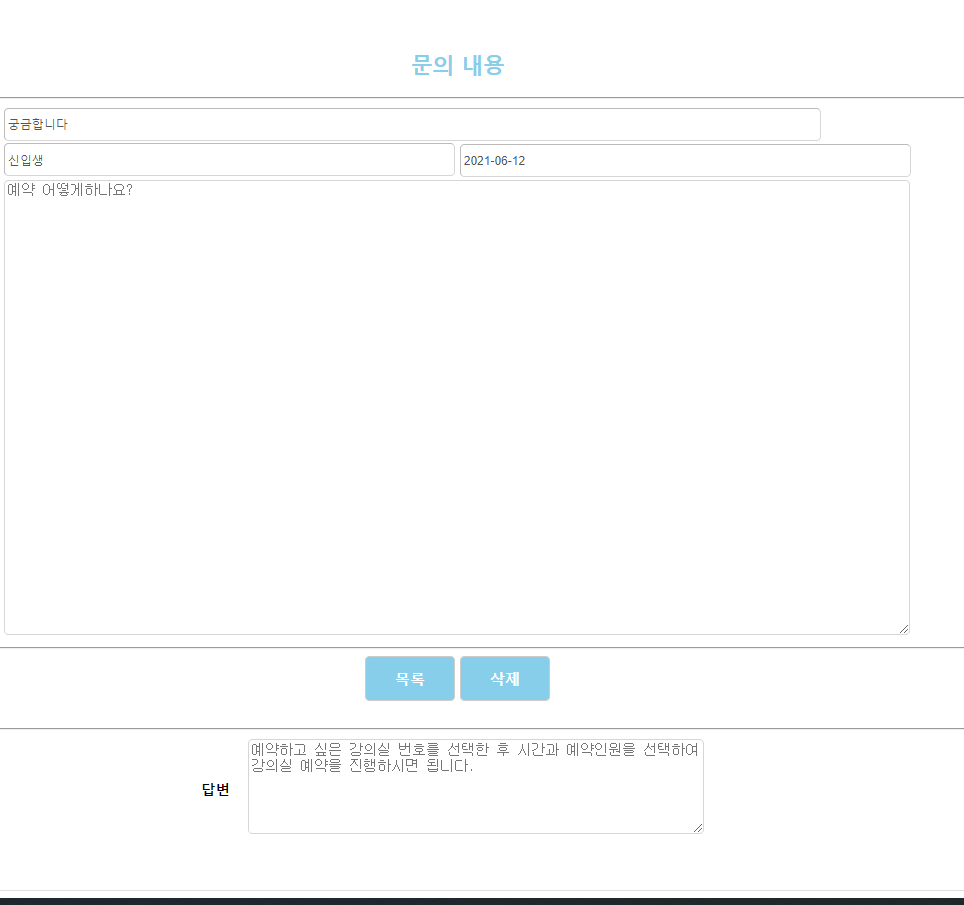 문의 내용
궁금합니다
신입생 2021-06-12
예약 어떻게하나요?
목록 삭제
예약하고 싶은 강의실 번호를 선택한 후 시간과 예약인원을 선택하여
강의실 예약을 진행하시면 됩니다.
답변